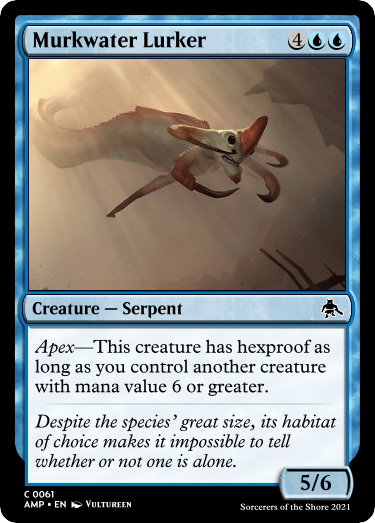 Murkwater Lurker 4
Creature — Serpent
Apex—This creature has hexproof as
long as you control another creature
with mana value 6 or greater.
Despite the species' great size, its habitat
of choice makes it impossible to tell
whether or not one is alone.
5/6
C 0061
AMP • EN Vultureen
Sorcerers of the Shore 2021